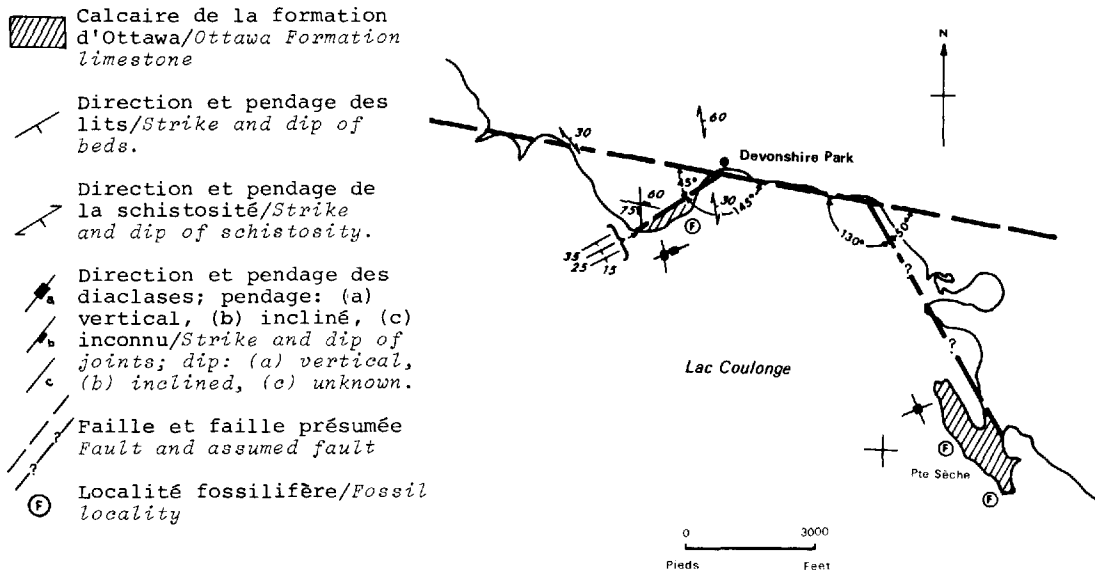 Calcaire de la formation
d'Ottawa/Ottawa Formation
limestone
Direction et pendage des
lits/Strike and dip of
beds.
Direction et pendage de
la schistosité/Strike
and dip of schistosity.
Direction et pendage des
diaclases; pendage: (a)
vertical, (b) incliné, (c)
inconnu/Strike and dip of
joints; dip: (a) vertical,
(b) inclined, (c) unknown.
a
b
c
Faille et faille présumée
Fault and assumed fault
?
F
Localité fossilifère/Fossil
locality
N
30
60
Devonshire Park
45°
60
75
30
145°
F
35
25
15
130°
50°
?
?
Lac Coulonge
F
Pte Sèche
F
0 3000
Pieds Feet